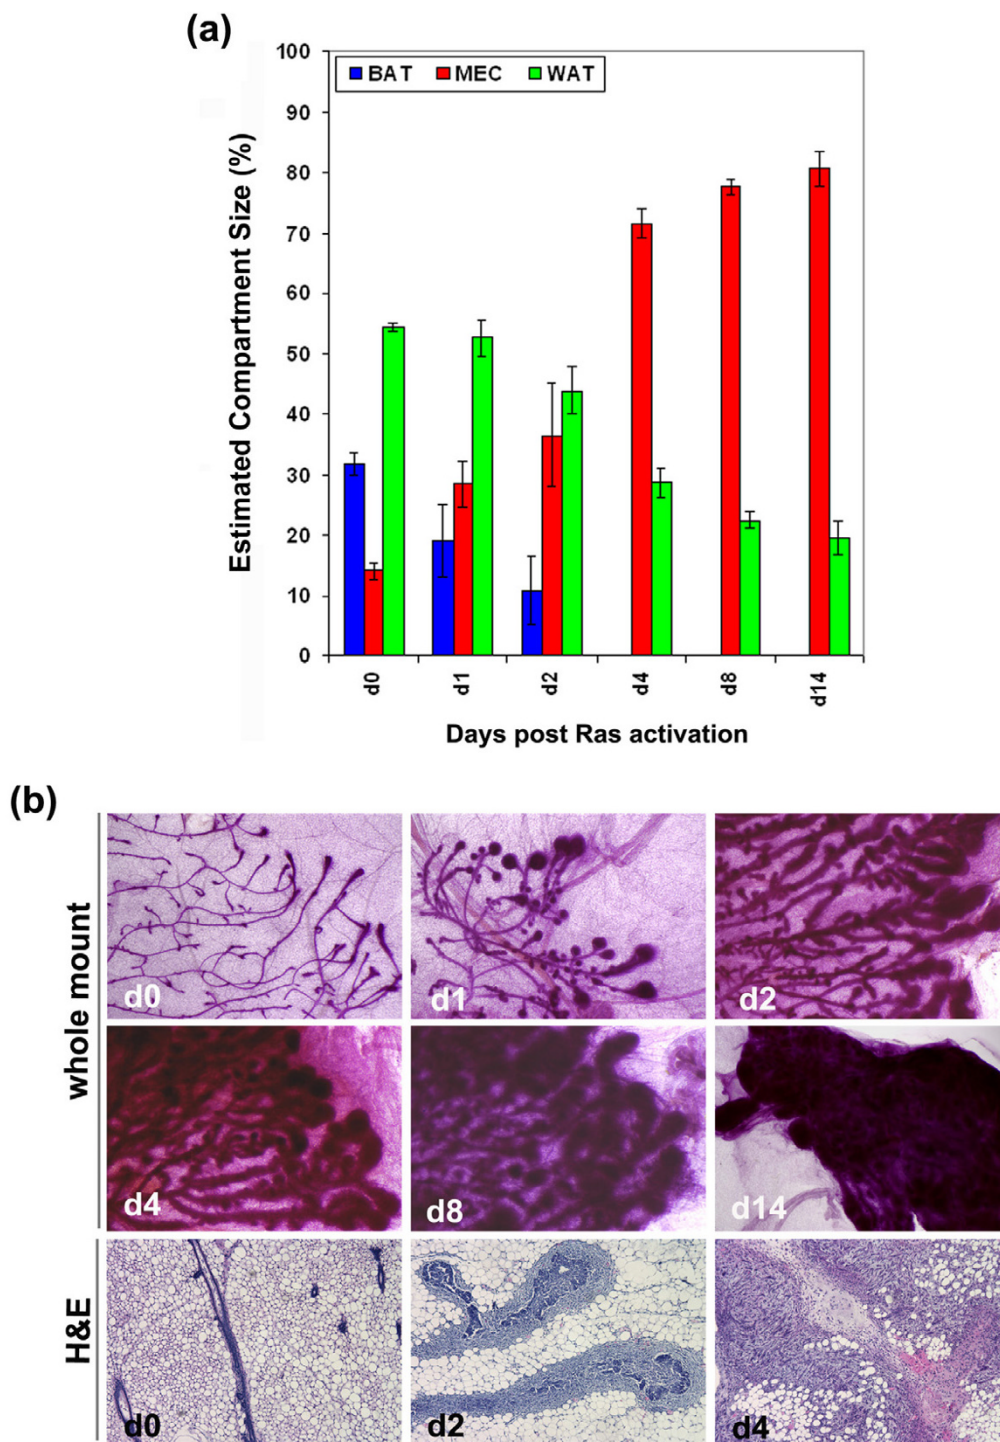 (a)
Estimated Compartment Size (%)
100
90
80
70
60
50
40
30
20
10
0
BAT MEC WAT
d0 d1 d2 d4 d8 d14
Days post Ras activation
(b)
whole mount
d0 d1 d2
d4 d8 d14
H&E
d0 d2 d4